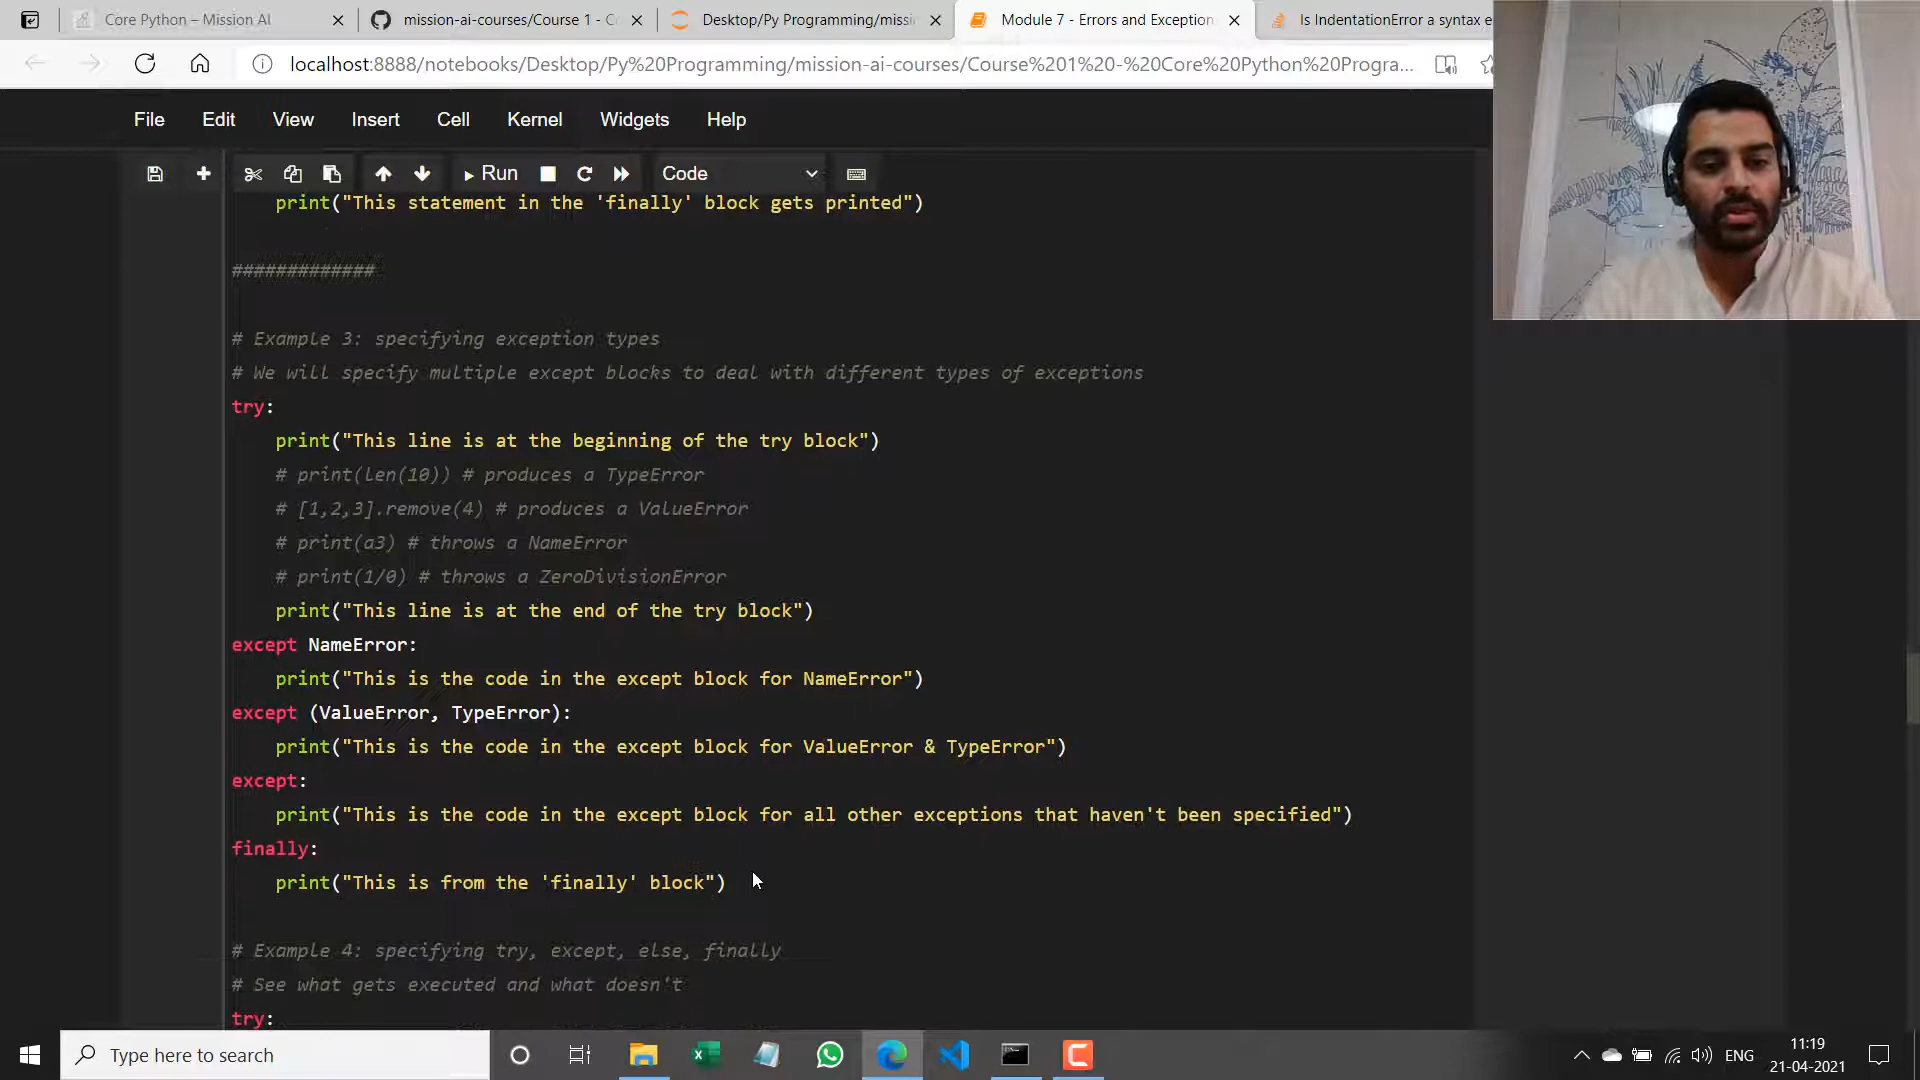 Core Python – Mission AI
mission-ai-courses/Course 1 - Co
Desktop/Py Programming/missi
Module 7 - Errors and Exception
Is IndentationError a syntax e
localhost:8888/notebooks/Desktop/Py%20Programming/mission-ai-courses/Course%201%20-%20Core%20Python%20Progra...
File Edit View Insert Cell Kernel Widgets Help
Run Code
print("This statement in the 'finally' block gets printed")
#############
# Example 3: specifying exception types
# We will specify multiple except blocks to deal with different types of exceptions
try:
print("This line is at the beginning of the try block")
# print(len(10)) # produces a TypeError
# [1,2,3].remove(4) # produces a ValueError
# print(a3) # throws a NameError
# print(1/0) # throws a ZeroDivisionError
print("This line is at the end of the try block")
except NameError:
print("This is the code in the except block for NameError")
except (ValueError, TypeError):
print("This is the code in the except block for ValueError & TypeError")
except:
print("This is the code in the except block for all other exceptions that haven't been specified")
finally:
print("This is from the 'finally' block")
# Example 4: specifying try, except, else, finally
# See what gets executed and what doesn't
try:
Type here to search
ENG
11:19
21-04-2021